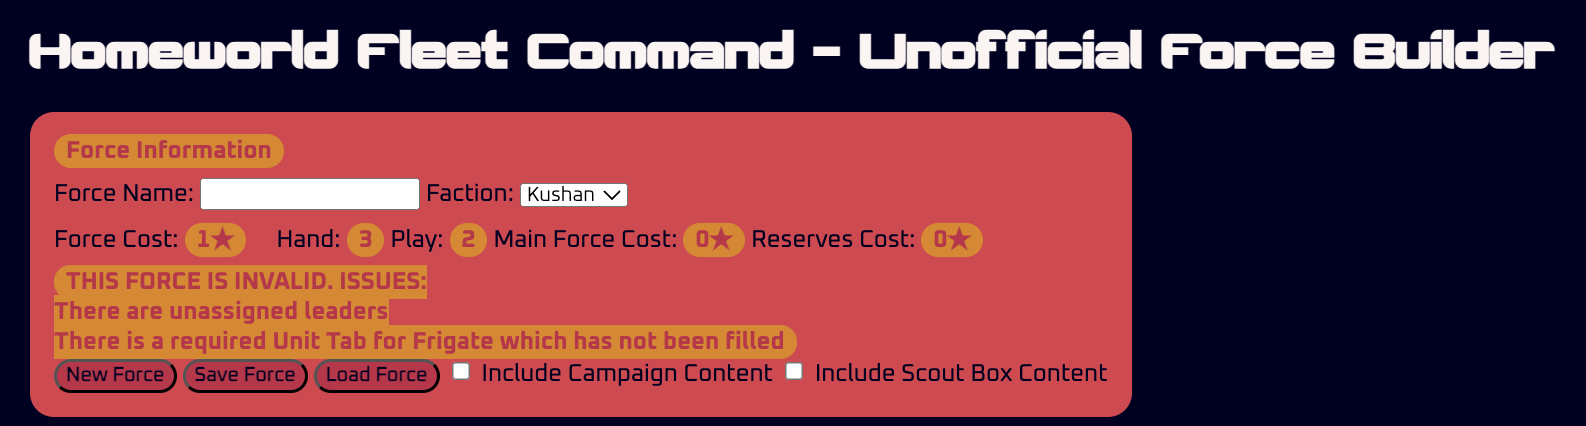 Homeworld Fleet Command - Unofficial Force Builder
Force Information
Force Name: Faction: Kushan
Force Cost: 1★ Hand: 3 Play: 2 Main Force Cost: 0★ Reserves Cost: 0★
THIS FORCE IS INVALID. ISSUES:
There are unassigned leaders
There is a required Unit Tab for Frigate which has not been filled
New Force Save Force Load Force Include Campaign Content Include Scout Box Content